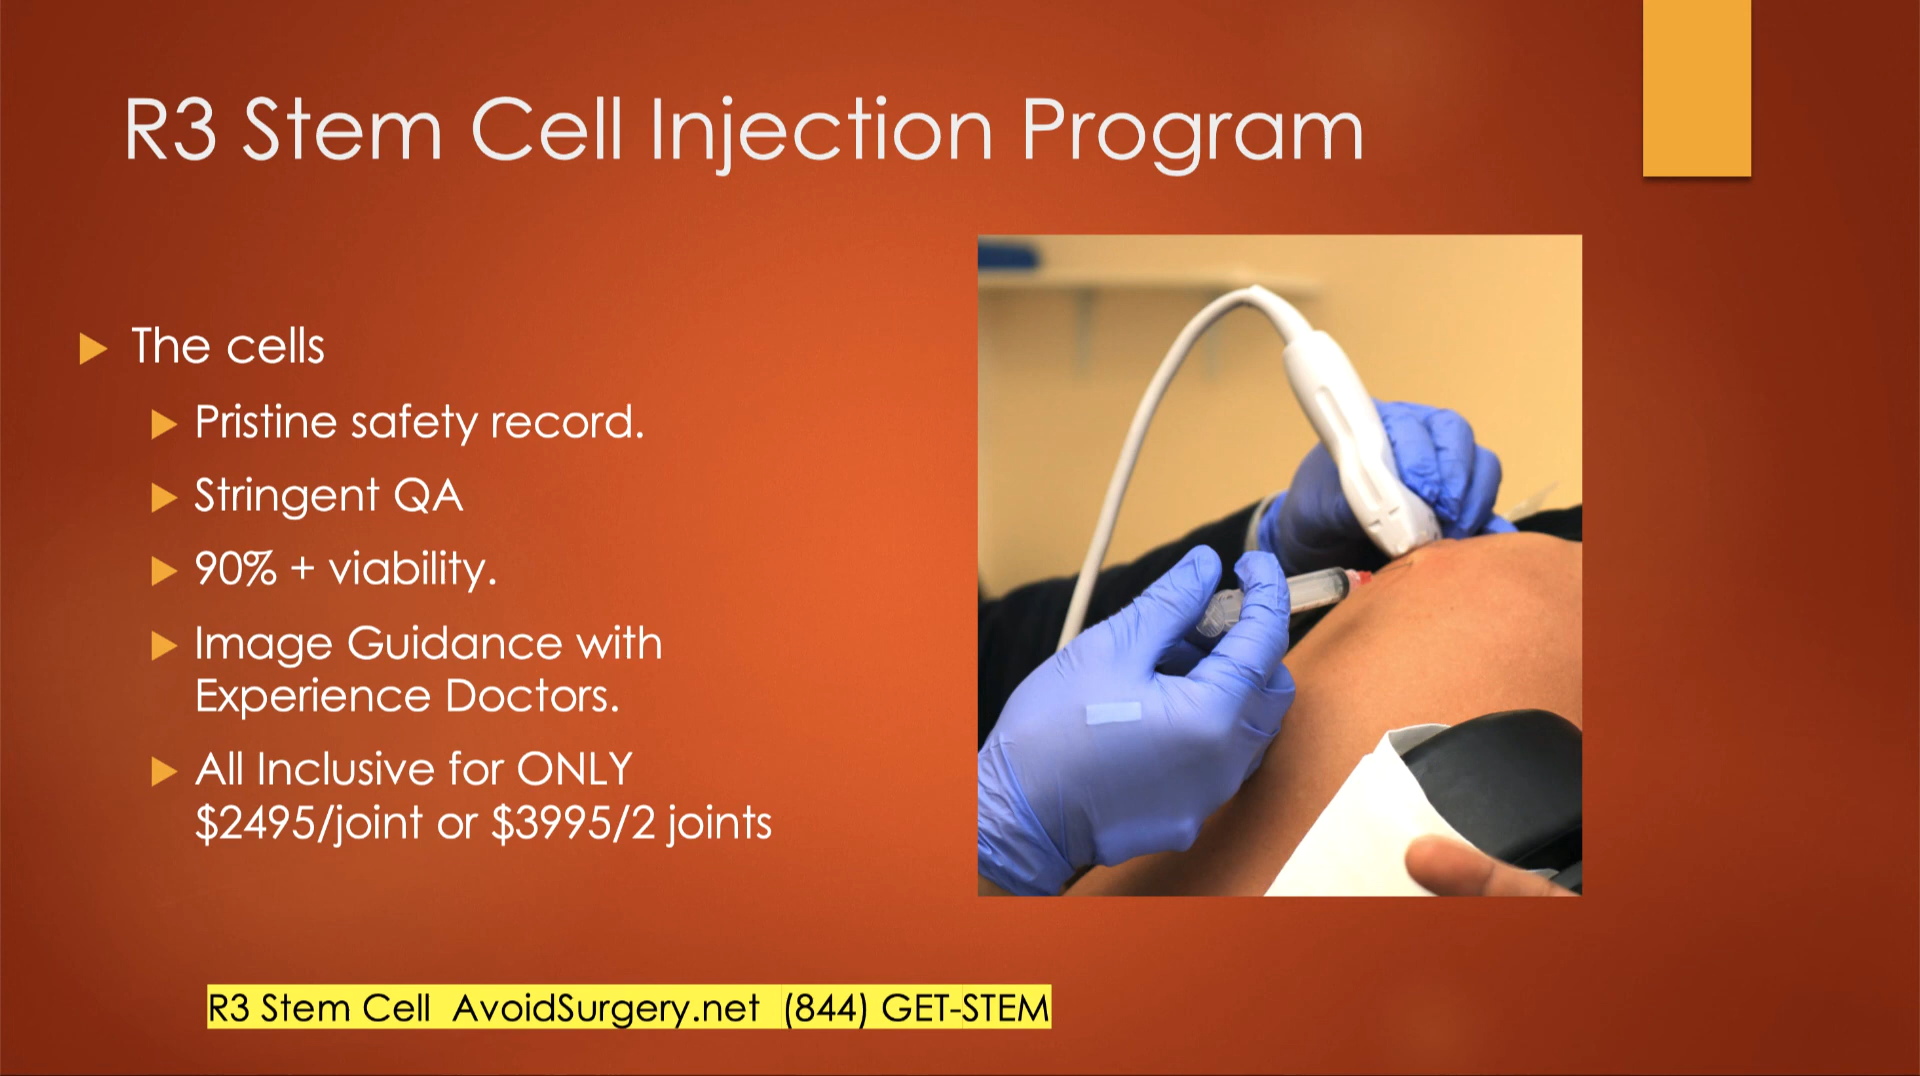 R3 Stem Cell Injection Program
The cells
Pristine safety record.
Stringent QA
90% + viability.
Image Guidance with
Experience Doctors.
All Inclusive for ONLY
$2495/joint or $3995/2 joints
R3 Stem Cell  AvoidSurgery.net  (844) GET-STEM